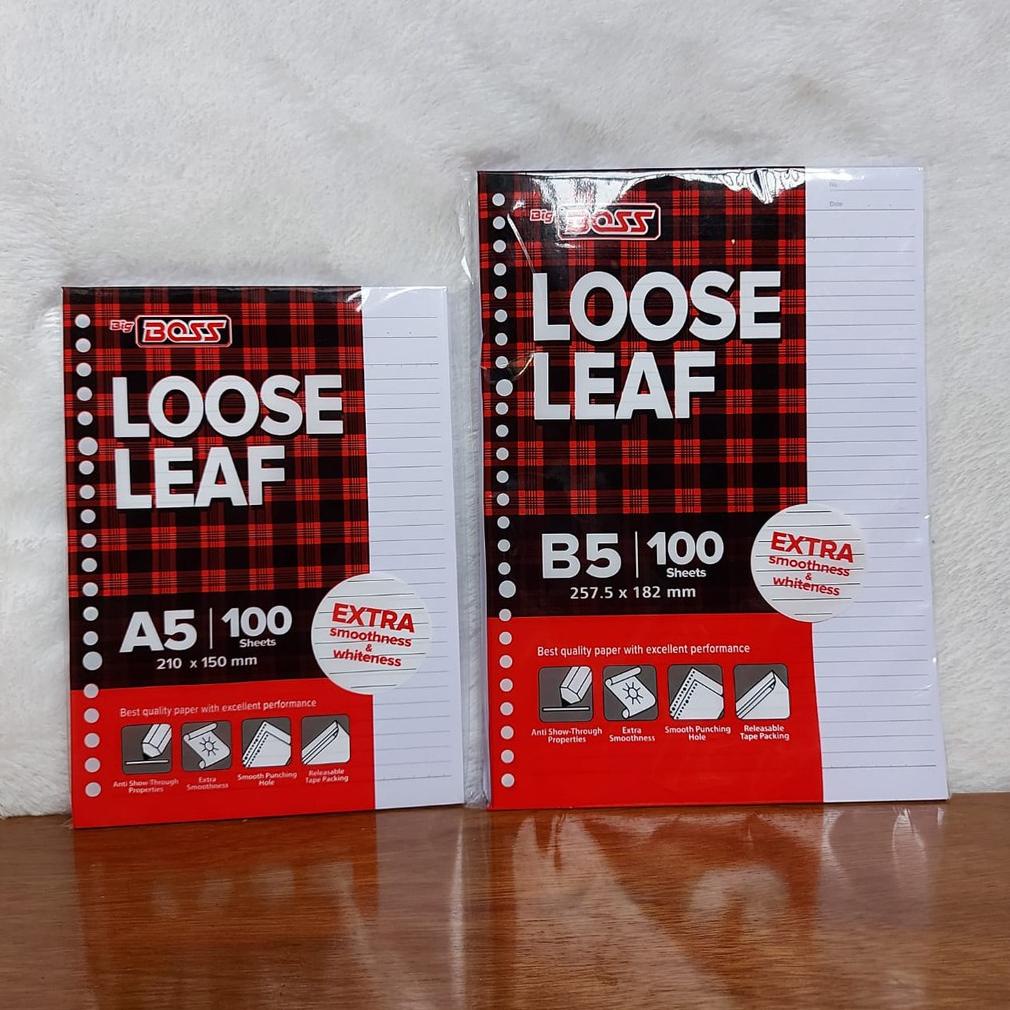 Big BOSS
LOOSE
LEAF
A5 | 100
Sheets
210 x 150 mm
EXTRA
smoothness
&
whiteness
Best quality paper with excellent performance
Anti Show-Through
Properties
Extra
Smoothness
Smooth Punching
Hole
Releasable
Tape Packing
Big BOSS
No
Date
LOOSE
LEAF
B5 | 100
Sheets
257.5 x 182 mm
EXTRA
smoothness
&
whiteness
Best quality paper with excellent performance
Anti Show-Through
Properties
Extra
Smoothness
Smooth Punching
Hole
Releasable
Tape Packing